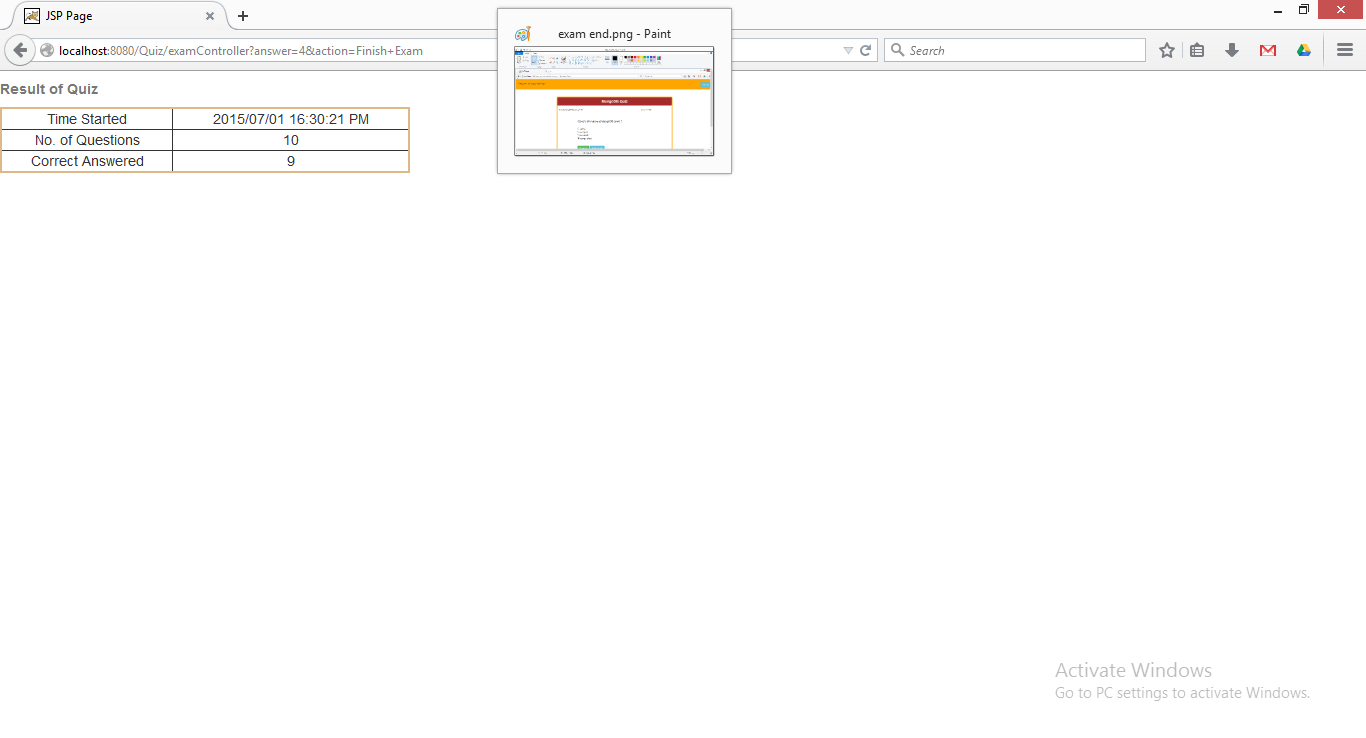 JSP Page
exam end.png - Paint
localhost:8080/Quiz/examController?answer=4&action=Finish+Exam
Search
MongoDB Quiz
Result of Quiz
Time Started 2015/07/01 16:30:21 PM
No. of Questions 10
Correct Answered 9
Activate Windows
Go to PC settings to activate Windows.